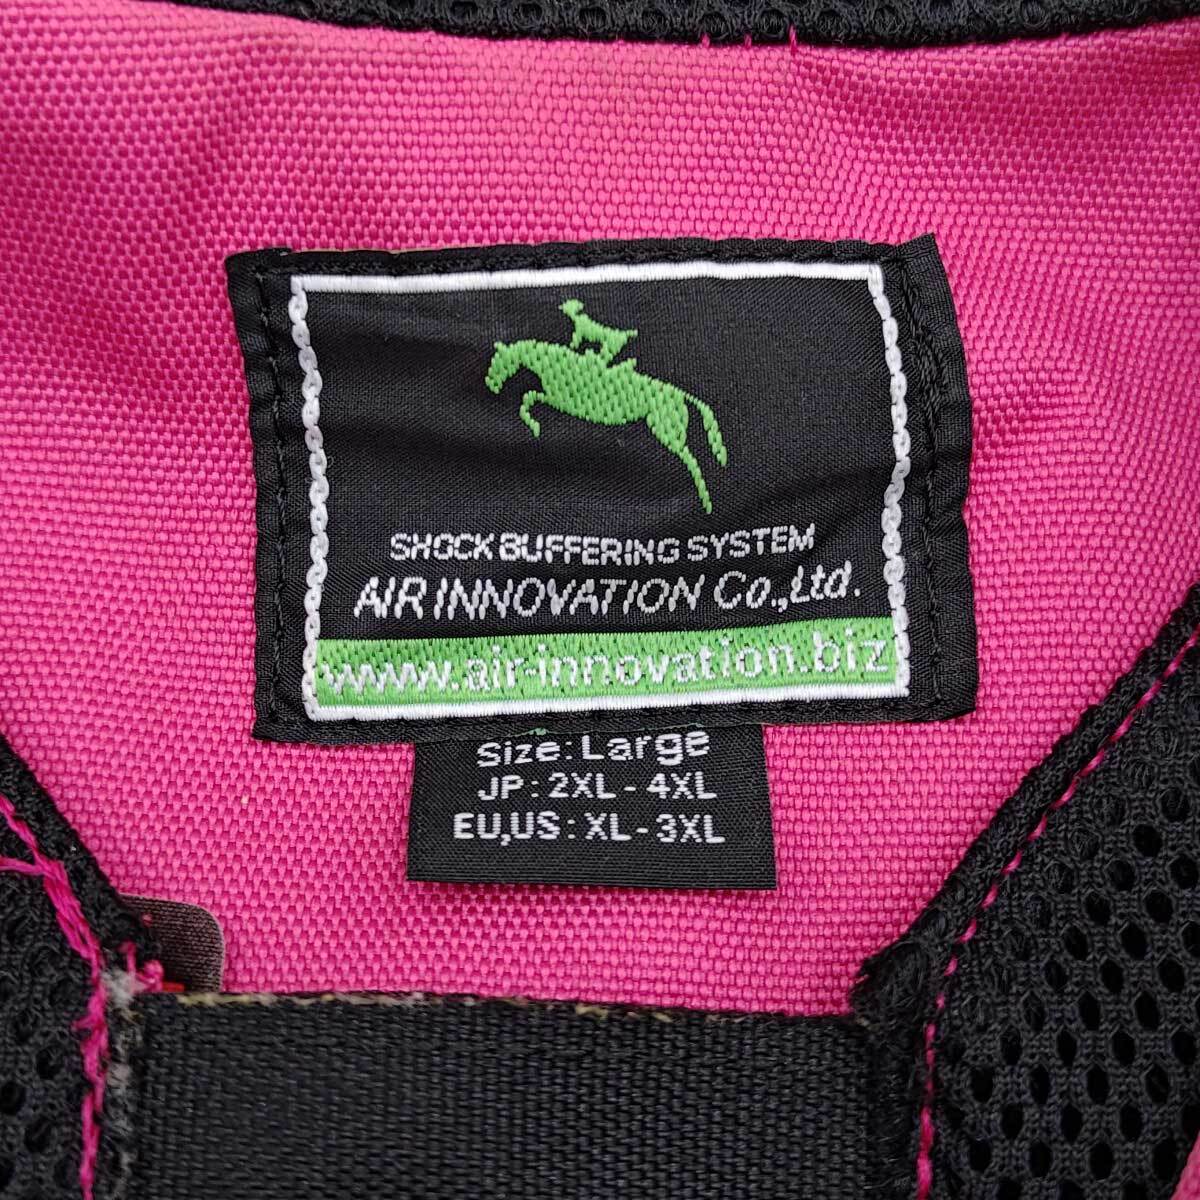 SHOCK BUFFERING SYSTEM
AIR INNOVATION Co.,Ltd.
www.air-innovation.biz
Size: Large
JP: 2XL - 4XL
EU,US: XL - 3XL